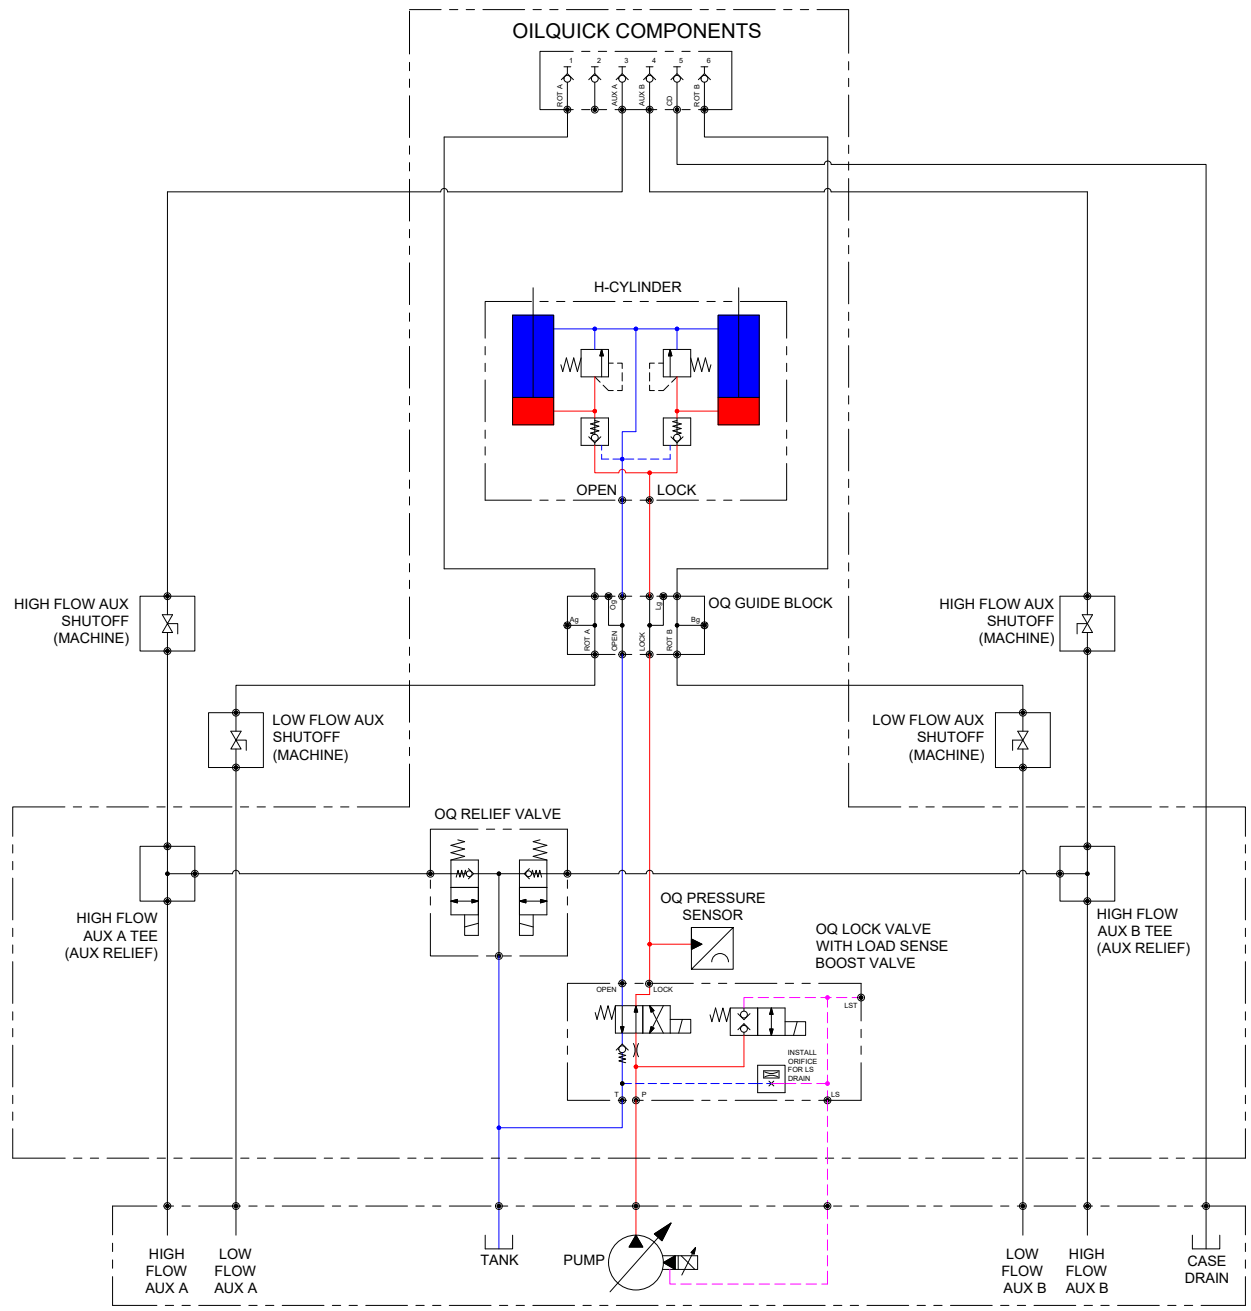 OILQUICK COMPONENTS
1
2
3
4
5
6
ROT A
AUX A
AUX B
CD
ROT B
H-CYLINDER
OPEN
LOCK
HIGH FLOW AUX
SHUTOFF
(MACHINE)
Og
Lg
Ag
Bg
ROT A
OPEN
LOCK
ROT B
OQ GUIDE BLOCK
HIGH FLOW AUX
SHUTOFF
(MACHINE)
LOW FLOW AUX
SHUTOFF
(MACHINE)
LOW FLOW AUX
SHUTOFF
(MACHINE)
OQ RELIEF VALVE
HIGH FLOW
AUX A TEE
(AUX RELIEF)
OQ PRESSURE
SENSOR
OQ LOCK VALVE
WITH LOAD SENSE
BOOST VALVE
HIGH FLOW
AUX B TEE
(AUX RELIEF)
OPEN
LOCK
LST
INSTALL
ORIFICE
FOR LS
DRAIN
T
P
LS
HIGH
FLOW
AUX A
LOW
FLOW
AUX A
TANK
PUMP
LOW
FLOW
AUX B
HIGH
FLOW
AUX B
CASE
DRAIN